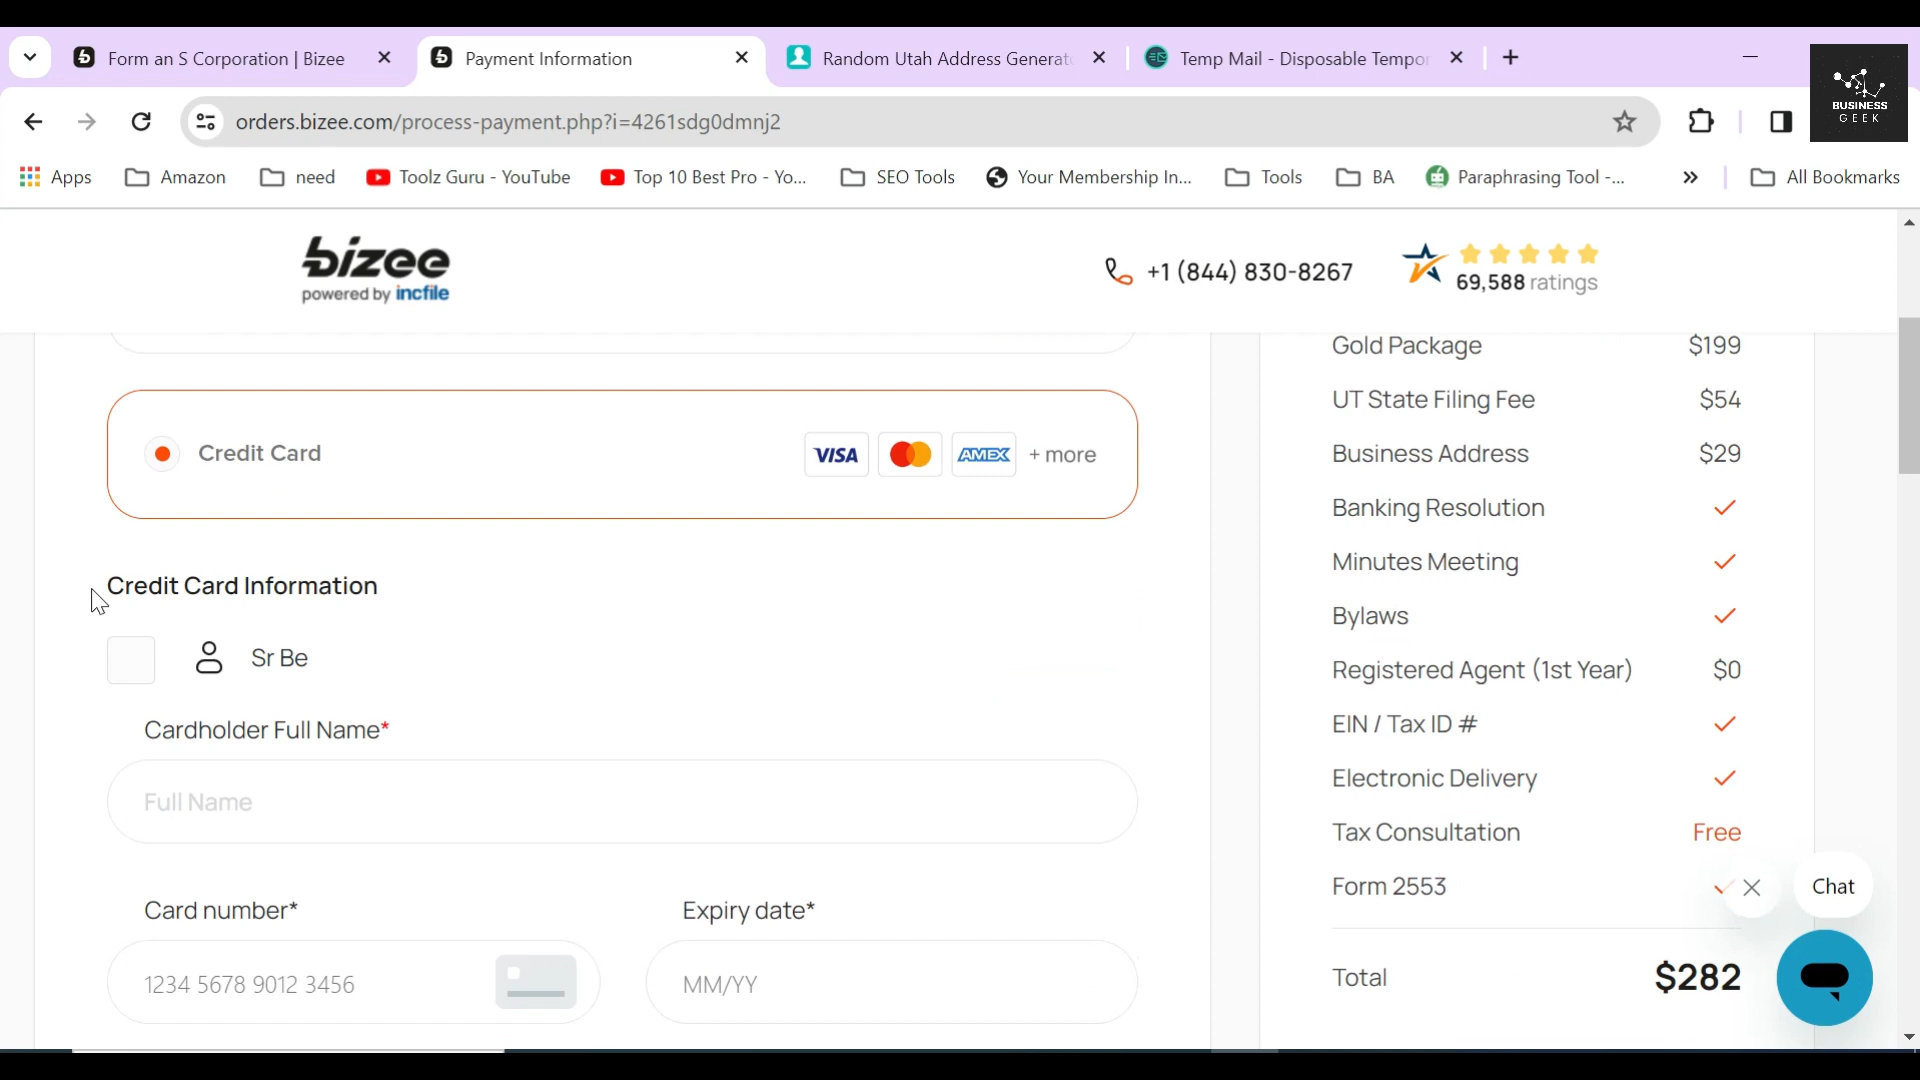 Form an S Corporation | Bizee
Payment Information
Random Utah Address Generat
Temp Mail - Disposable Tempor
BUSINESS
GEEK
orders.bizee.com/process-payment.php?i=4261sdg0dmnj2
Apps
Amazon
need
Toolz Guru - YouTube
Top 10 Best Pro - Yo...
SEO Tools
Your Membership In...
Tools
BA
Paraphrasing Tool -...
All Bookmarks
bizee
powered by incfile
+1 (844) 830-8267
69,588 ratings
Credit Card
VISA
AMEX
+ more
Credit Card Information
Sr Be
Cardholder Full Name*
Full Name
Card number*
Expiry date*
1234 5678 9012 3456
MM/YY
Gold Package $199
UT State Filing Fee $54
Business Address $29
Banking Resolution
Minutes Meeting
Bylaws
Registered Agent (1st Year) $0
EIN / Tax ID #
Electronic Delivery
Tax Consultation Free
Form 2553
Chat
Total $282